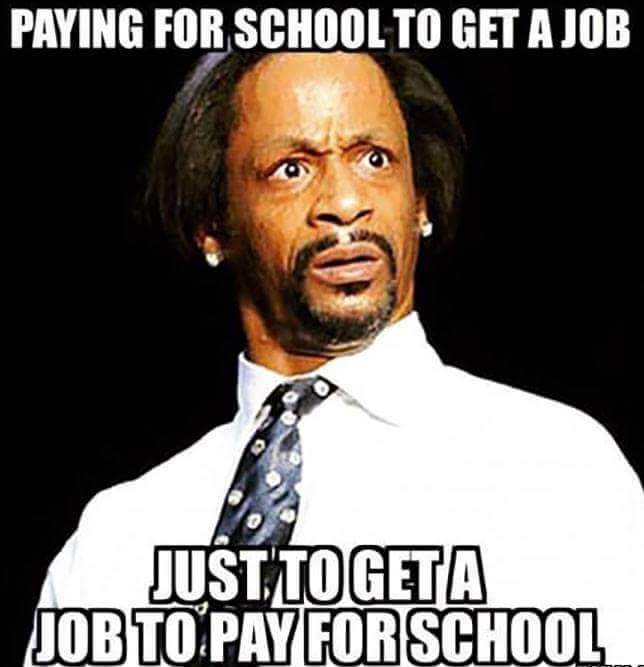 PAYING FOR SCHOOL TO GET A JOB
JUST TO GET A
JOB TO PAY FOR SCHOOL